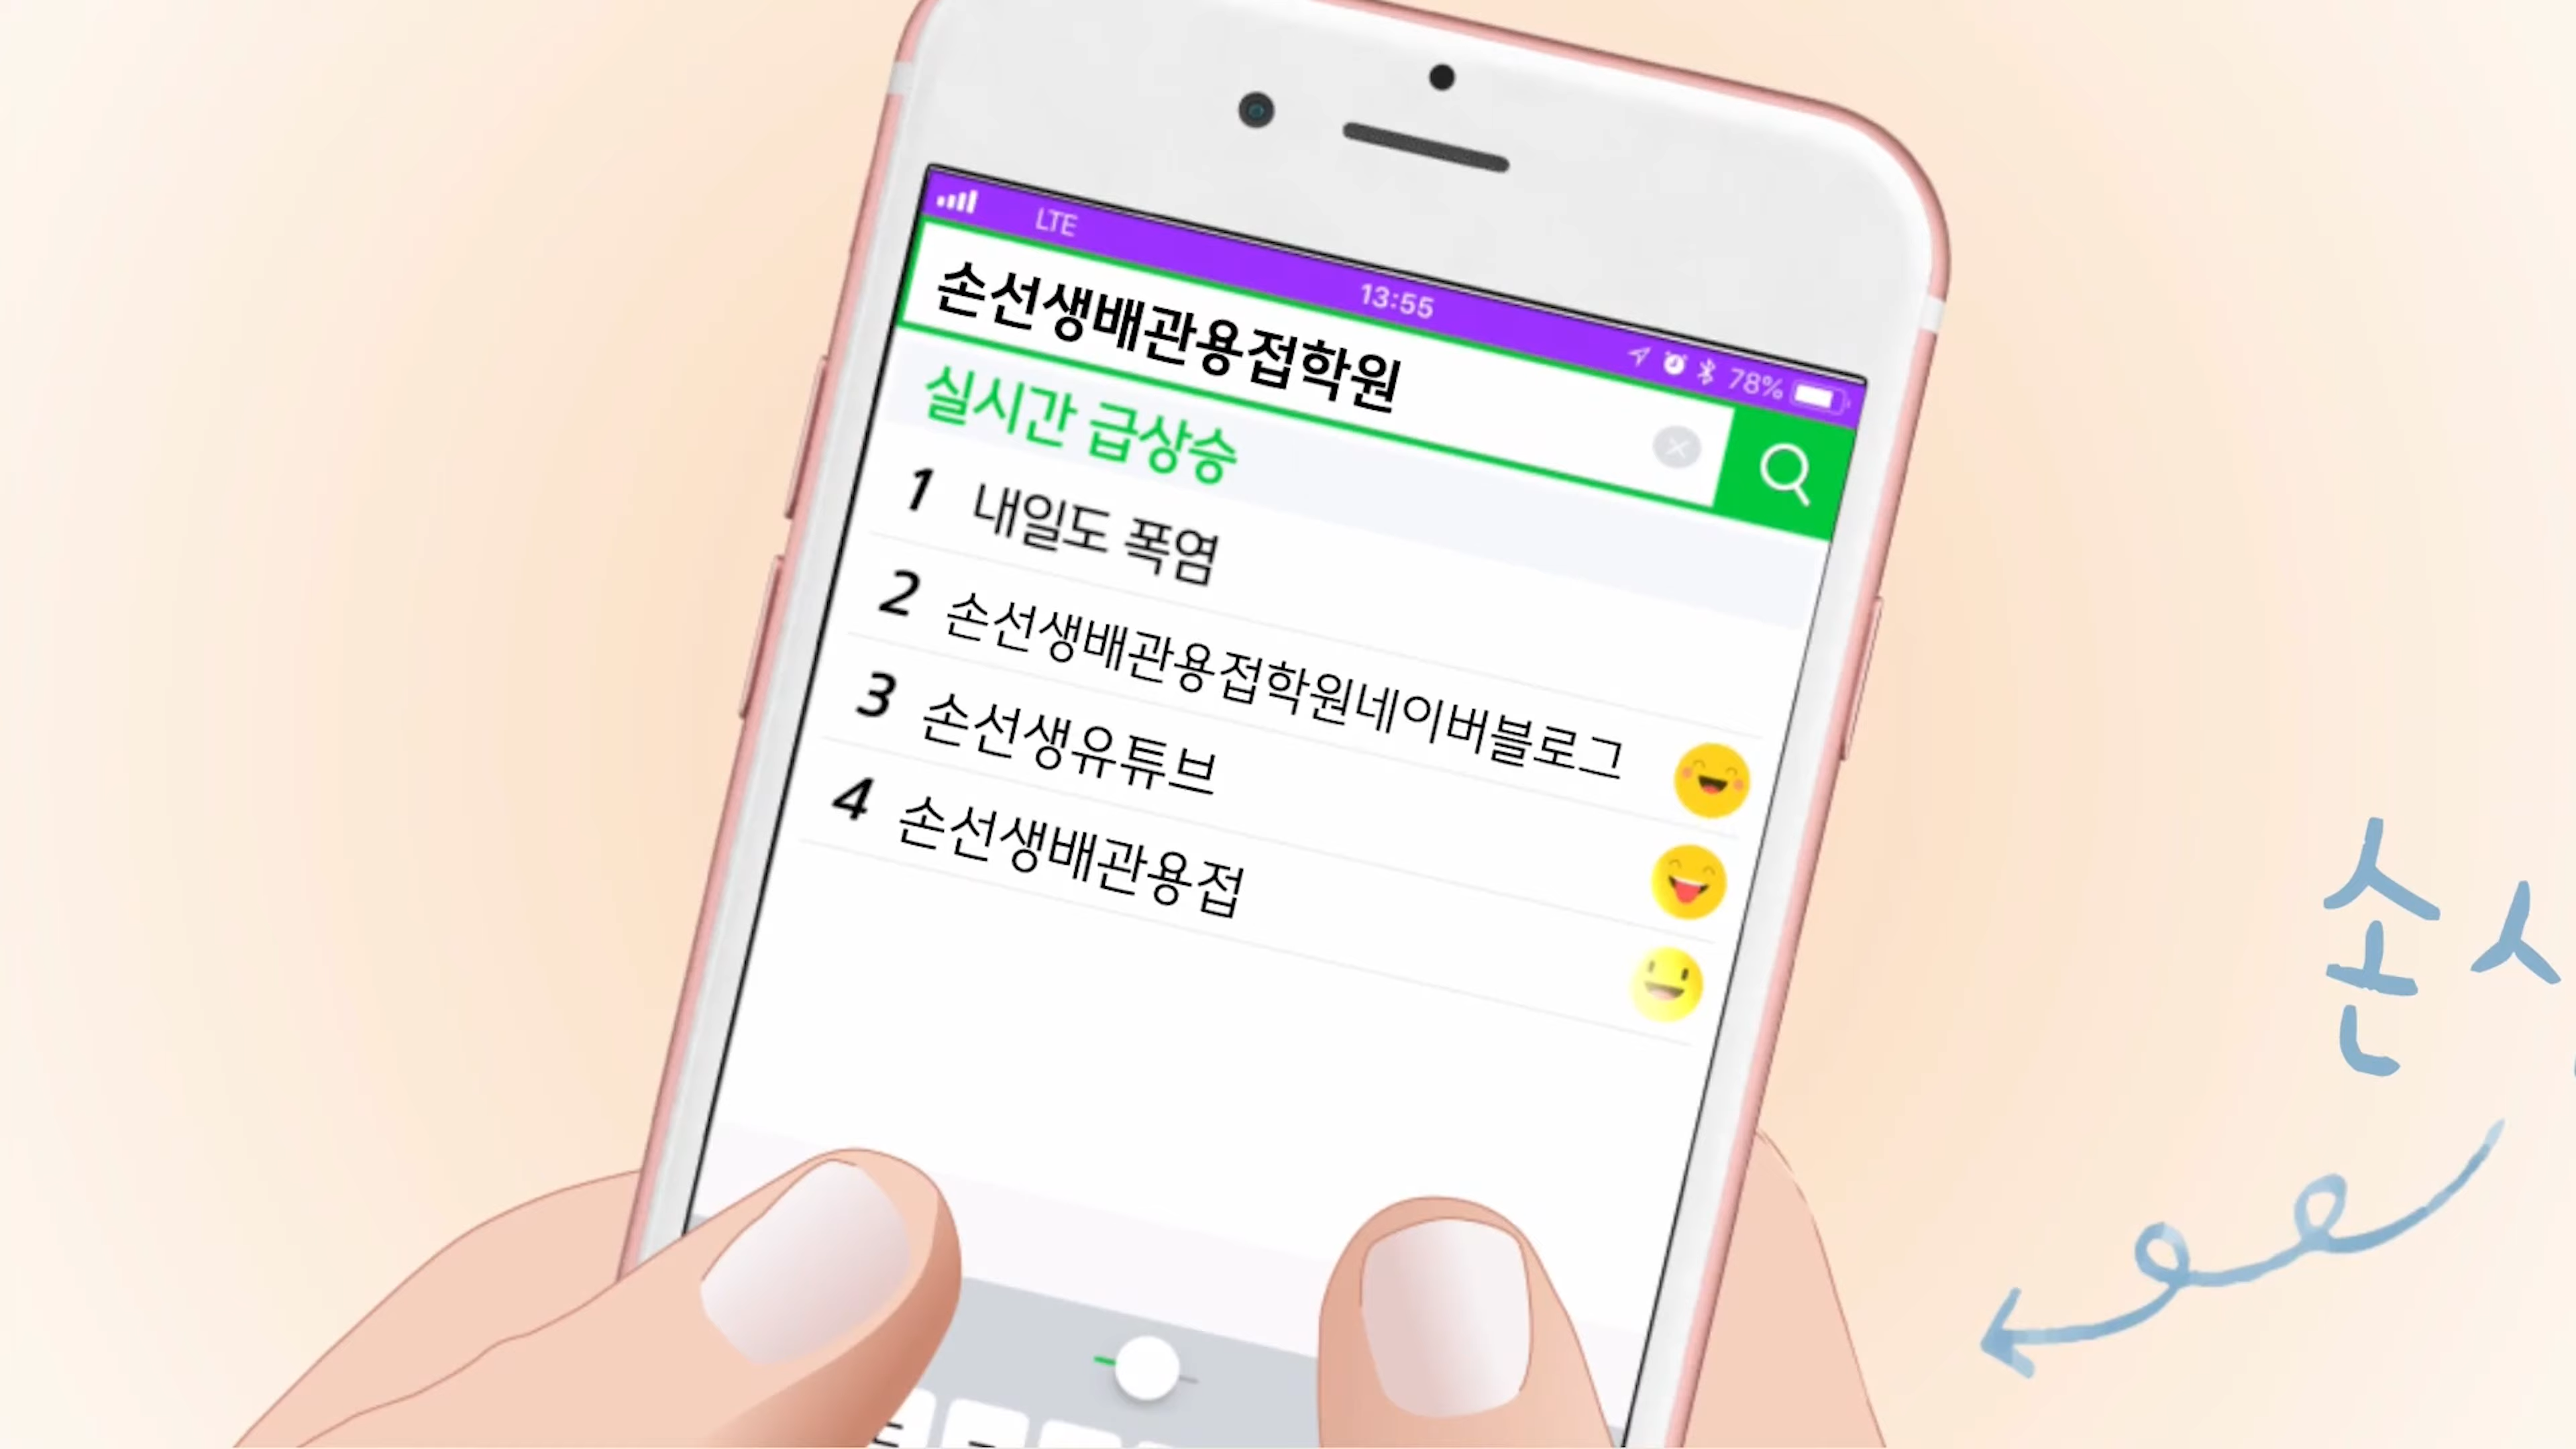 LTE
13:55
78%
손선생배관용접학원
실시간 급상승
1 내일도 폭염
2 손선생배관용접학원네이버블로그
3 손선생유튜브
4 손선생배관용접
손